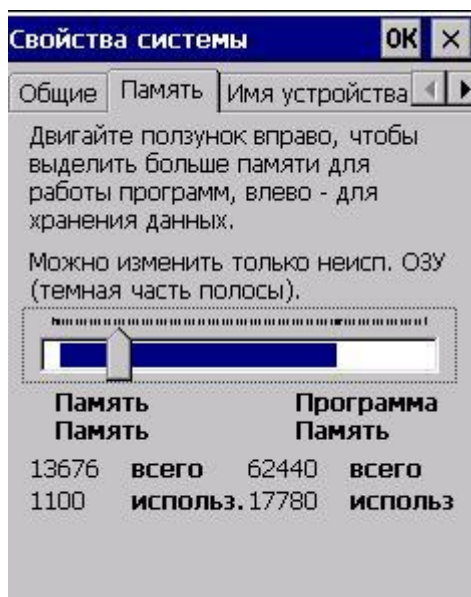 Свойства системы OK ×
Общие Память Имя устройства
Двигайте ползунок вправо, чтобы
выделить больше памяти для
работы программ, влево - для
хранения данных.
Можно изменить только неисп. ОЗУ
(темная часть полосы).
Память Программа
Память Память
13676 всего 62440 всего
1100 использ. 17780 использ